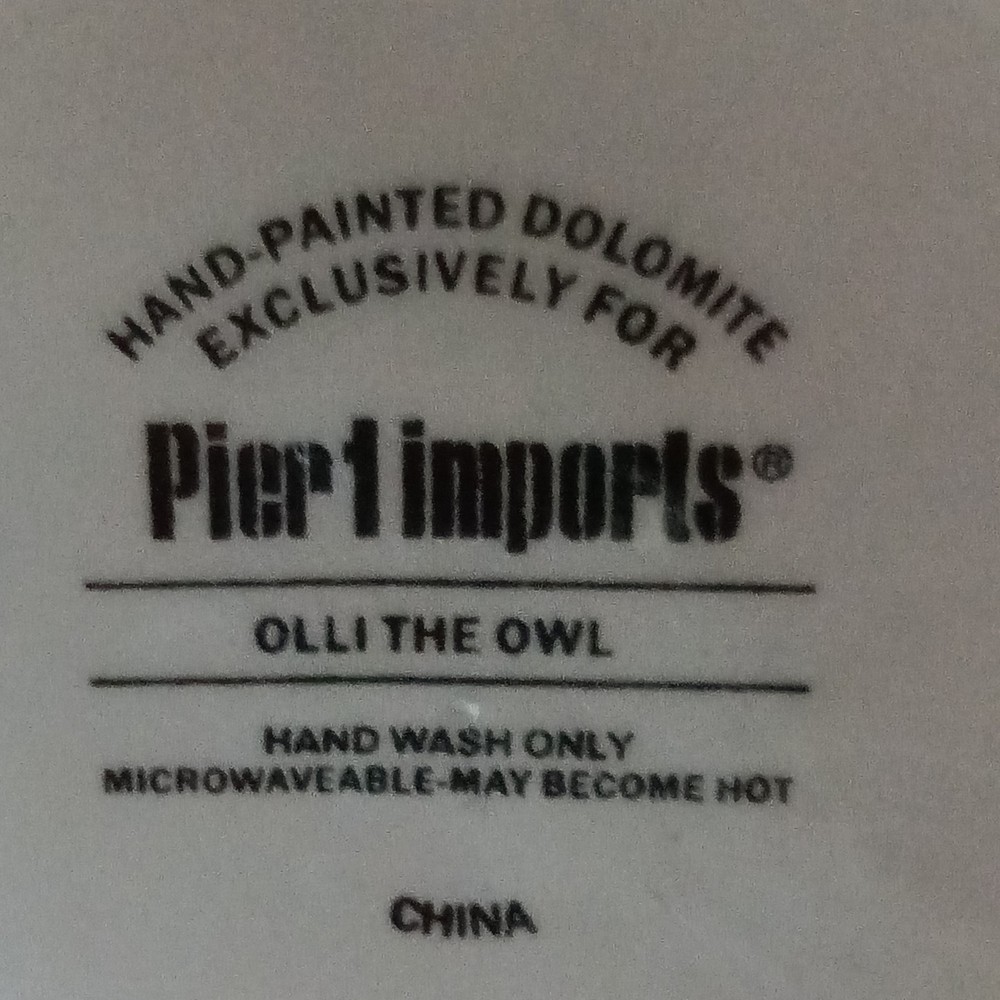 HAND-PAINTED DOLOMITE
EXCLUSIVELY FOR
Pier 1 imports®
OLLI THE OWL
HAND WASH ONLY
MICROWAVEABLE-MAY BECOME HOT
CHINA